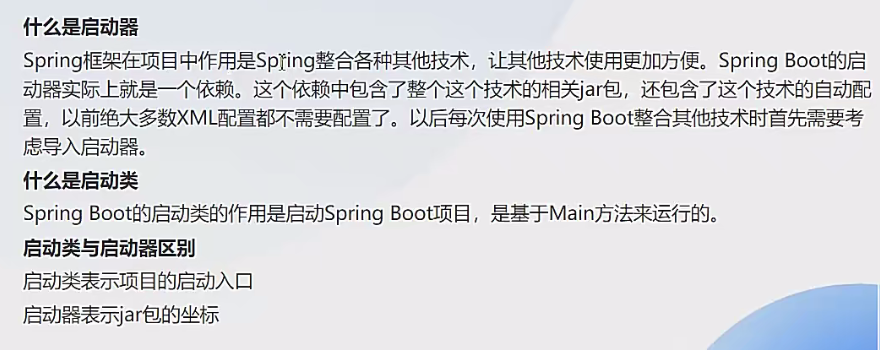 什么是启动器
Spring框架在项目中作用是Spring整合各种其他技术，让其他技术使用更加方便。Spring Boot的启
动器实际上就是一个依赖。这个依赖中包含了整个这个技术的相关jar包，还包含了这个技术的自动配
置，以前绝大多数XML配置都不需要配置了。以后每次使用Spring Boot整合其他技术时首先需要考
虑导入启动器。
什么是启动类
Spring Boot的启动类的作用是启动Spring Boot项目，是基于Main方法来运行的。
启动类与启动器区别
启动类表示项目的启动入口
启动器表示jar包的坐标